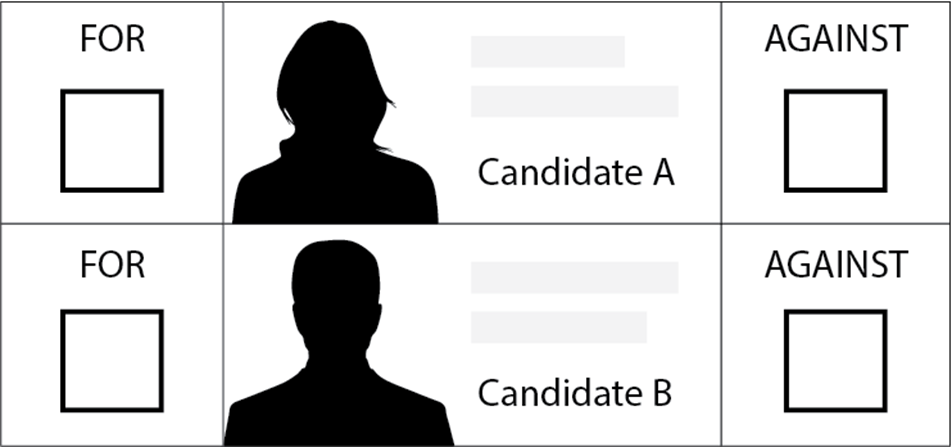 FOR
AGAINST
Candidate A
FOR
AGAINST
Candidate B